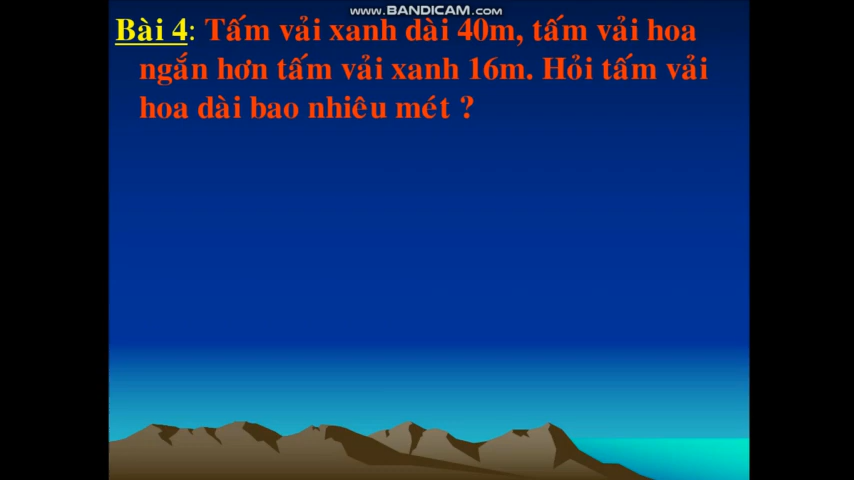 WWW.BANDICAM.COM
Bài 4: Tấm vải xanh dài 40m, tấm vải hoa
ngắn hơn tấm vải xanh 16m. Hỏi tấm vải
hoa dài bao nhiêu mét ?